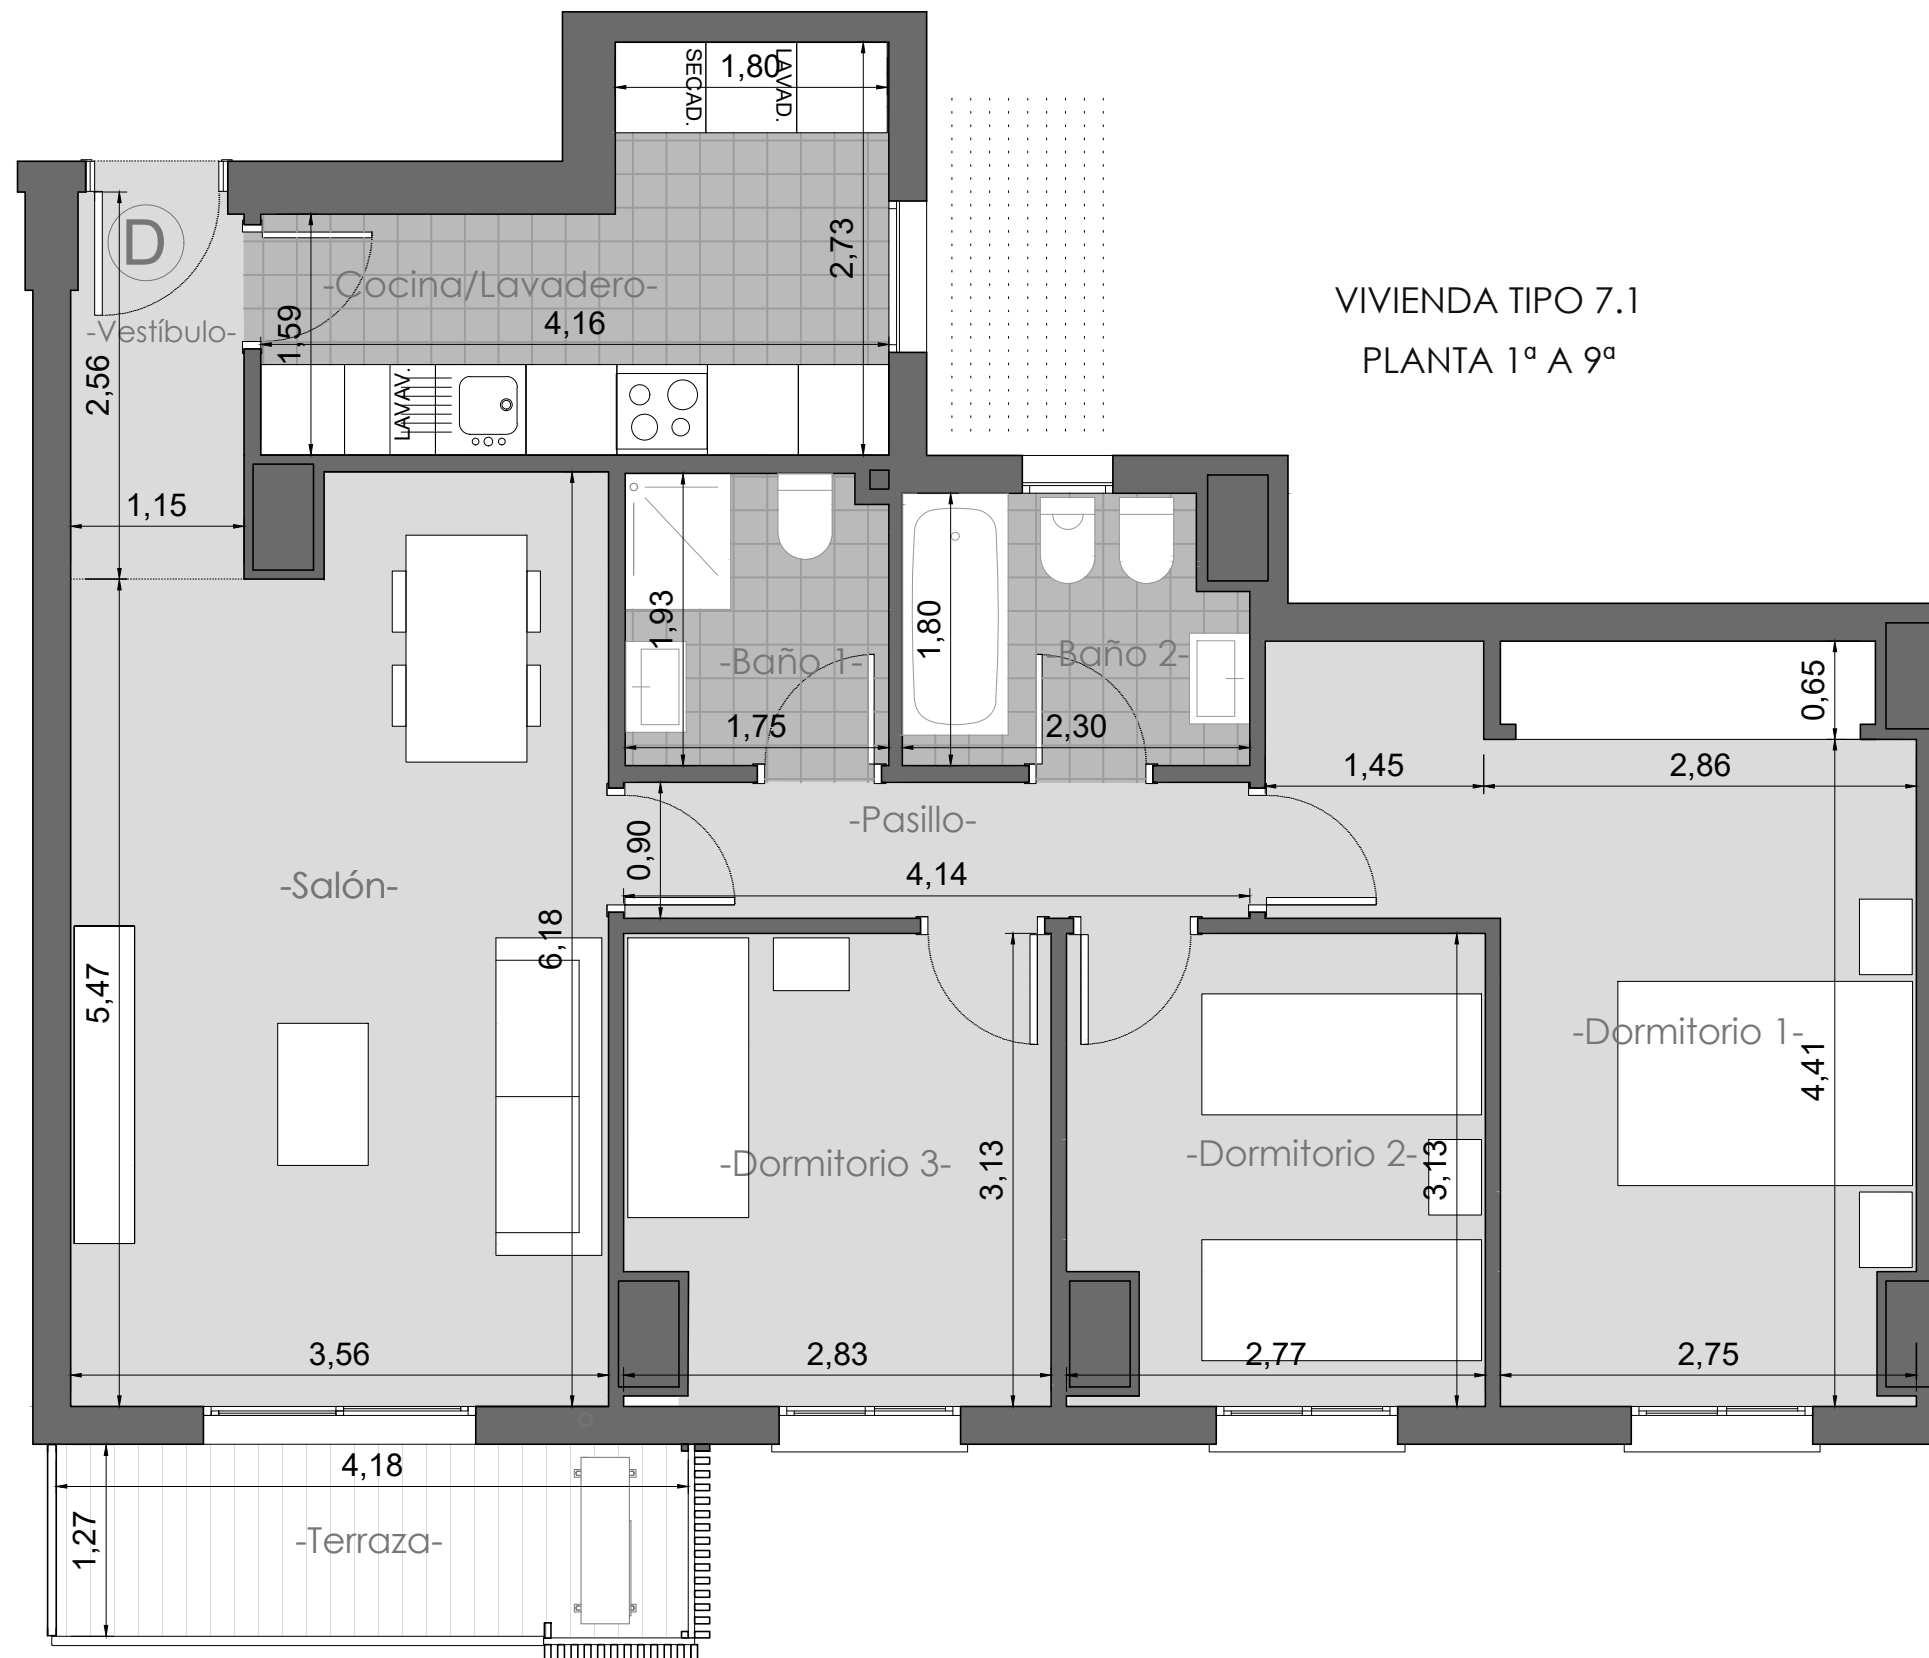 SECAD.
LAVAD.
1,80
2,73
D
-Cocina/Lavadero-
4,16
1,59
-Vestíbulo-
2,56
LAVAV.
1,15
VIVIENDA TIPO 7.1
PLANTA 1ª A 9ª
1,93
-Baño 1-
1,75
1,80
-Baño 2-
2,30
0,65
1,45
2,86
-Pasillo-
0,90
4,14
-Salón-
6,18
5,47
3,56
-Dormitorio 3-
3,13
2,83
-Dormitorio 2-
3,13
2,77
-Dormitorio 1-
4,41
2,75
4,18
1,27
-Terraza-